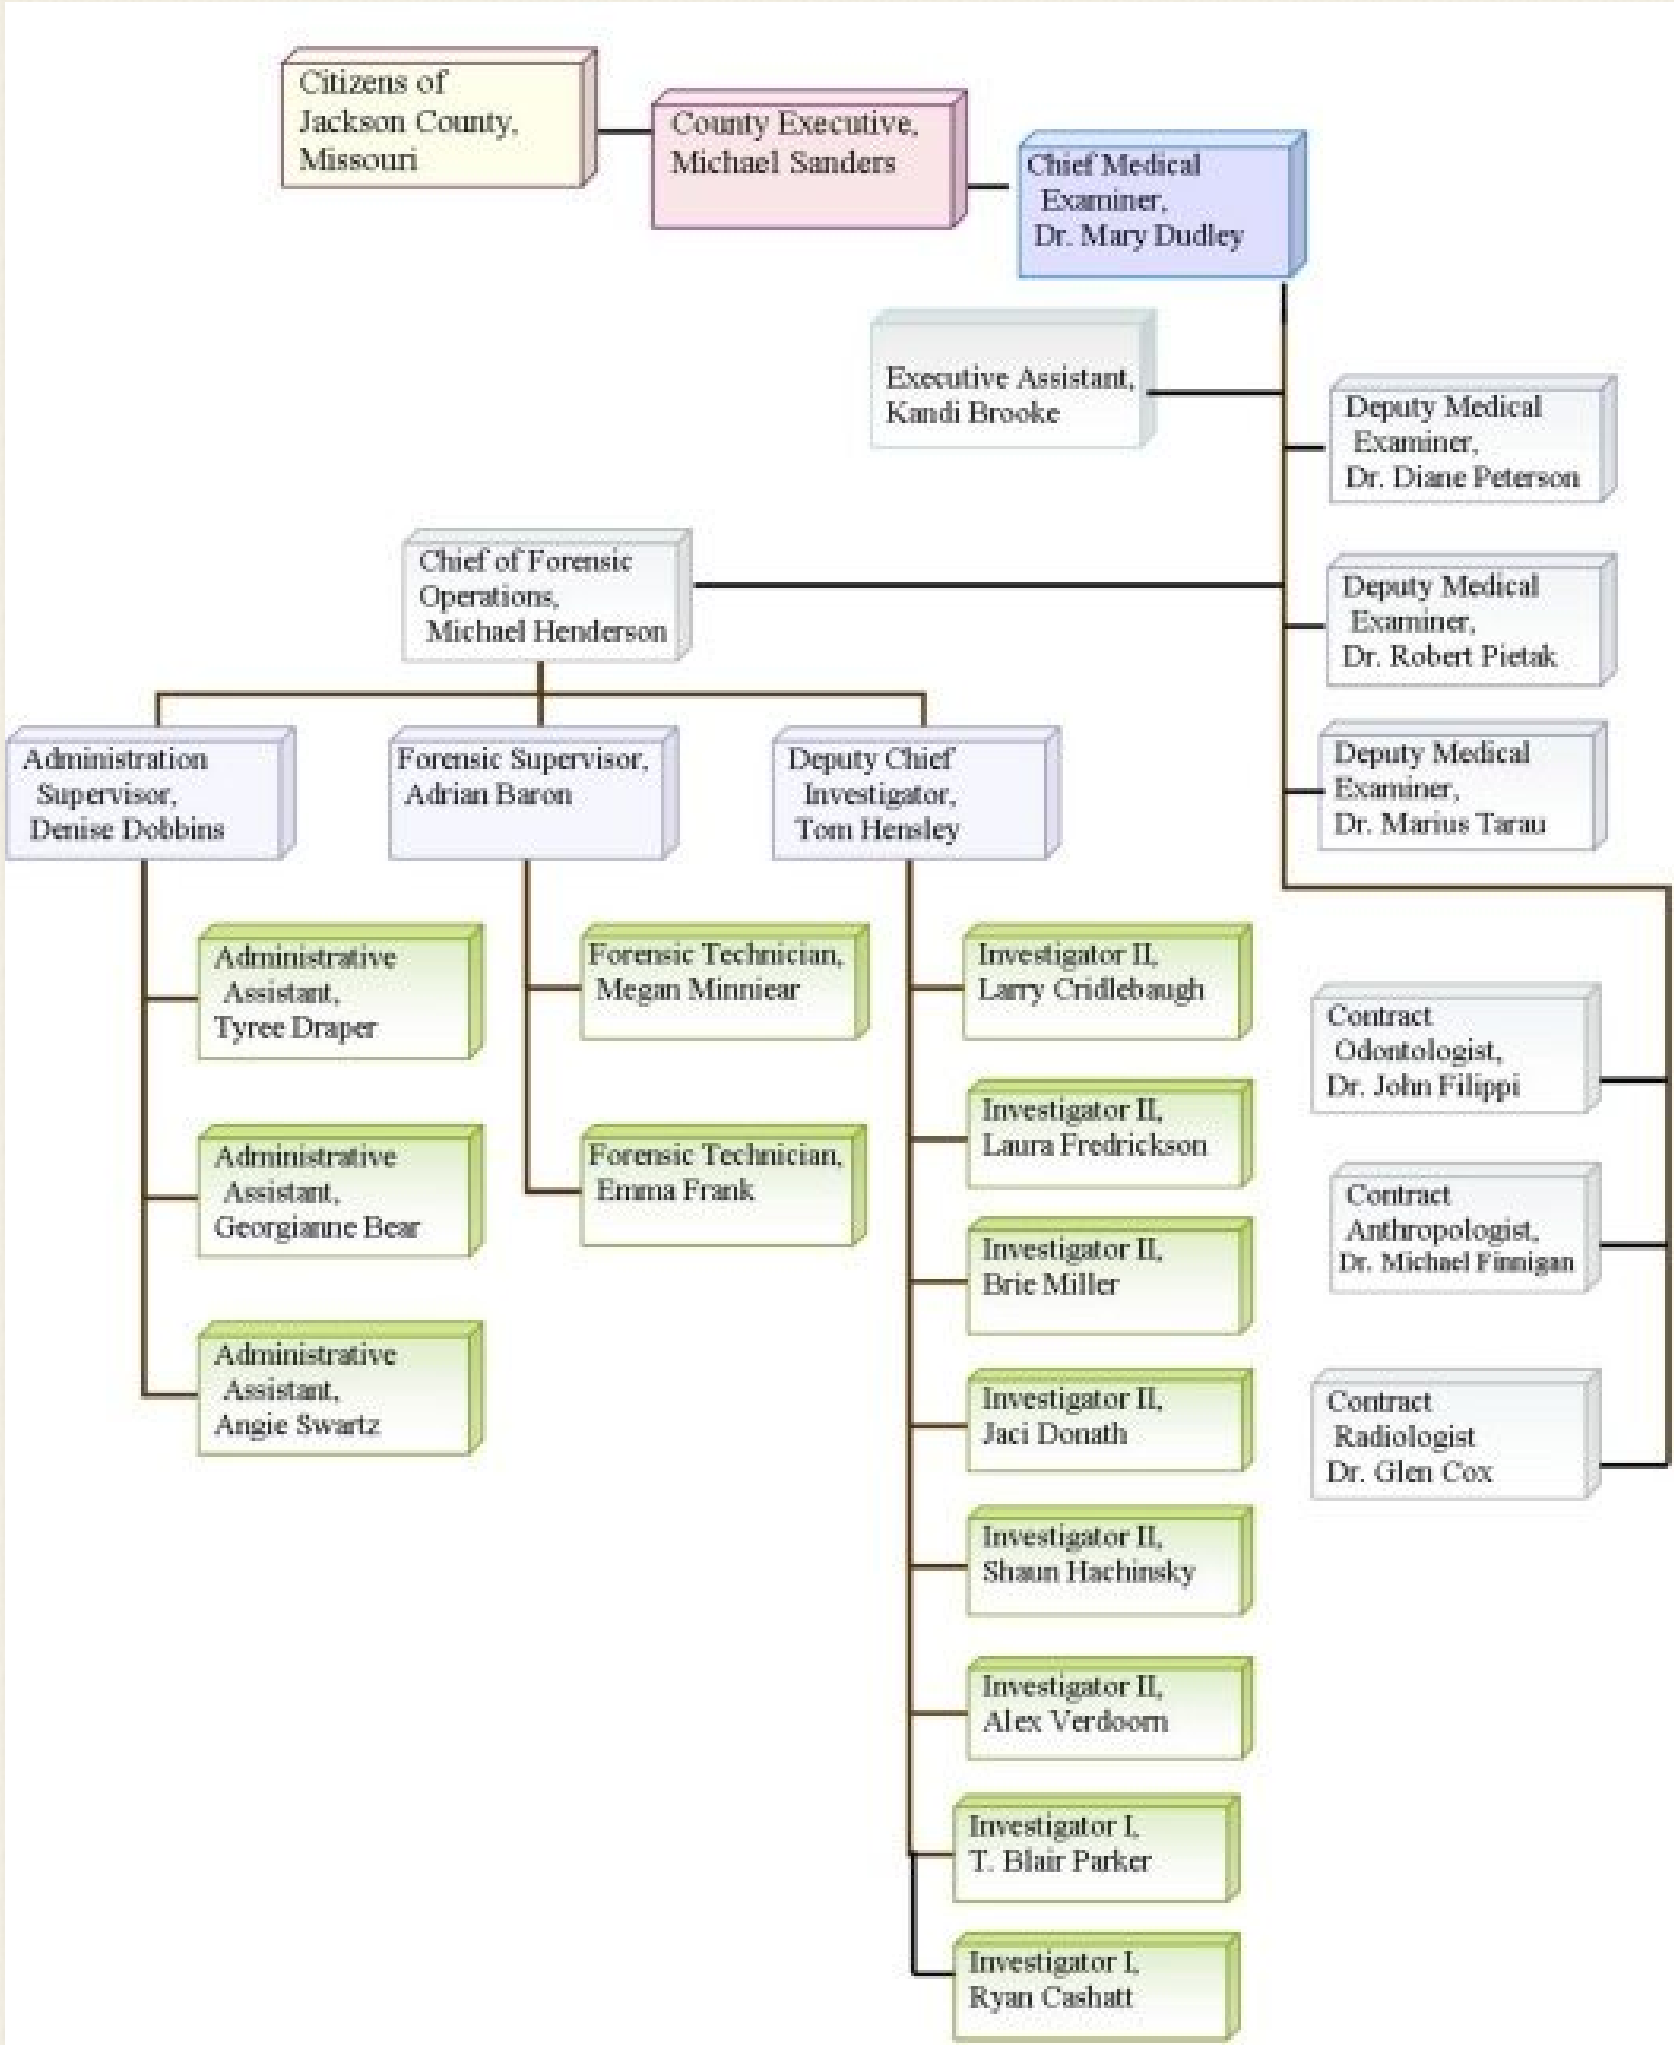 Citizens of
Jackson County,
Missouri
County Executive,
Michael Sanders
Chief Medical
Examiner,
Dr. Mary Dudley
Executive Assistant,
Kandi Brooke
Deputy Medical
Examiner,
Dr. Diane Peterson
Chief of Forensic
Operations,
Michael Henderson
Deputy Medical
Examiner,
Dr. Robert Pietak
Administration
Supervisor,
Denise Dobbins
Forensic Supervisor,
Adrian Baron
Deputy Chief
Investigator,
Tom Hensley
Deputy Medical
Examiner,
Dr. Marius Tarau
Administrative
Assistant,
Tyree Draper
Administrative
Assistant,
Georgianne Bear
Administrative
Assistant,
Angie Swartz
Forensic Technician,
Megan Minniear
Forensic Technician,
Emma Frank
Investigator II,
Larry Cridlebaugh
Investigator II,
Laura Fredrickson
Investigator II,
Brie Miller
Investigator II,
Jaci Donath
Investigator II,
Shaun Hachinsky
Investigator II,
Alex Verdoorn
Investigator I,
T. Blair Parker
Investigator I,
Ryan Cashatt
Contract
Odontologist,
Dr. John Filippi
Contract
Anthropologist,
Dr. Michael Finnigan
Contract
Radiologist
Dr. Glen Cox